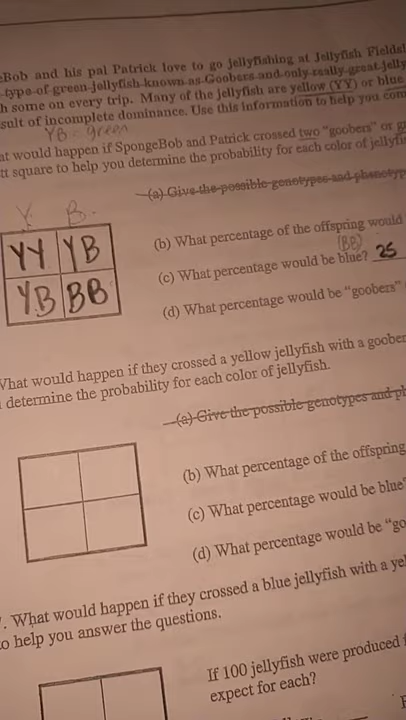 eBob and his pal Patrick love to go jellyfishing at Jellyfish Fields!
-type of green jellyfish known as Goobers and only really great jelly
h some on every trip. Many of the jellyfish are yellow (YY) or blue
sult of incomplete dominance. Use this information to help you com
YB = green
at would happen if SpongeBob and Patrick crossed two "goobers" or g
tt square to help you determine the probability for each color of jellyfi
(a) Give the possible genotypes and phenotyp
Y B
YY YB
YB BB
(b) What percentage of the offspring would
(BB)
(c) What percentage would be blue? 25
(d) What percentage would be "goobers"
What would happen if they crossed a yellow jellyfish with a goober
determine the probability for each color of jellyfish.
(a) Give the possible genotypes and ph
(b) What percentage of the offspring
(c) What percentage would be blue?
(d) What percentage would be "go
. What would happen if they crossed a blue jellyfish with a yel
to help you answer the questions.
If 100 jellyfish were produced f
expect for each?